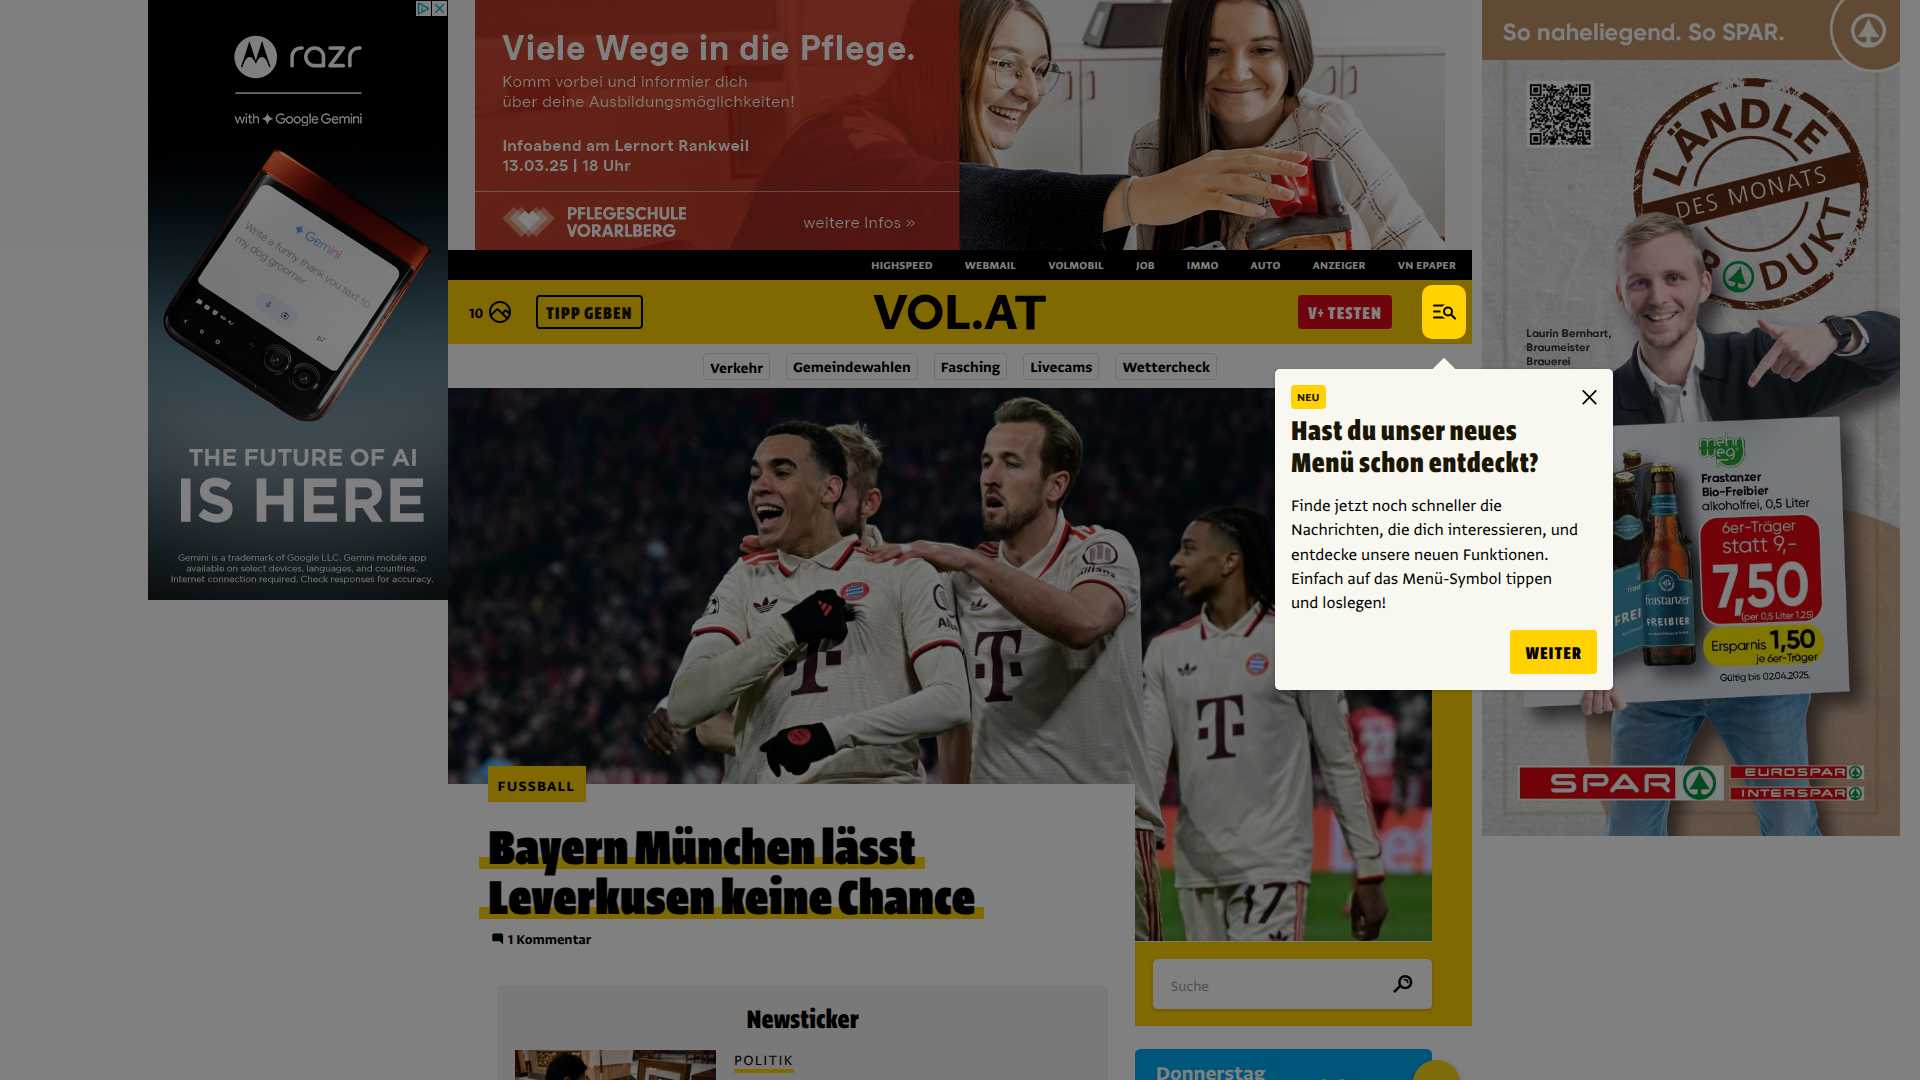 razr
with Google Gemini
Gemini
Write a funny thank you text to
my dog groomer
THE FUTURE OF AI
IS HERE
Gemini is a trademark of Google LLC. Gemini mobile app
available on select devices, languages, and countries.
Internet connection required. Check responses for accuracy.
Viele Wege in die Pflege.
Komm vorbei und informier dich
über deine Ausbildungsmöglichkeiten!
Infoabend am Lernort Rankweil
13.03.25 | 18 Uhr
PFLEGESCHULE
VORARLBERG
weitere Infos »
So naheliegend. So SPAR.
LÄNDLE
DES MONATS
PRODUKT
Laurin Bernhart,
Braumeister
Brauerei
HIGHSPEED WEBMAIL VOLMOBIL JOB IMMO AUTO ANZEIGER VN EPAPER
10 TIPP GEBEN VOL.AT V+ TESTEN
Verkehr Gemeindewahlen Fasching Livecams Wettercheck
NEU
Hast du unser neues
Menü schon entdeckt?
Finde jetzt noch schneller die
Nachrichten, die dich interessieren, und
entdecke unsere neuen Funktionen.
Einfach auf das Menü-Symbol tippen
und loslegen!
WEITER
mehr
weg
Frastanzer
Bio-Freibier
alkoholfrei, 0,5 Liter
6er-Träger
statt 9,-
7,50
(per 0,5 Liter 1,25)
Ersparnis 1,50
je 6er-Träger
Gültig bis 02.04.2025.
frastanzer
FREIBIER
SPAR
EUROSPAR
INTERSPAR
T
T
T
17
FUSSBALL
Bayern München lässt
Leverkusen keine Chance
1 Kommentar
Suche
Newsticker
POLITIK
Donnerstag